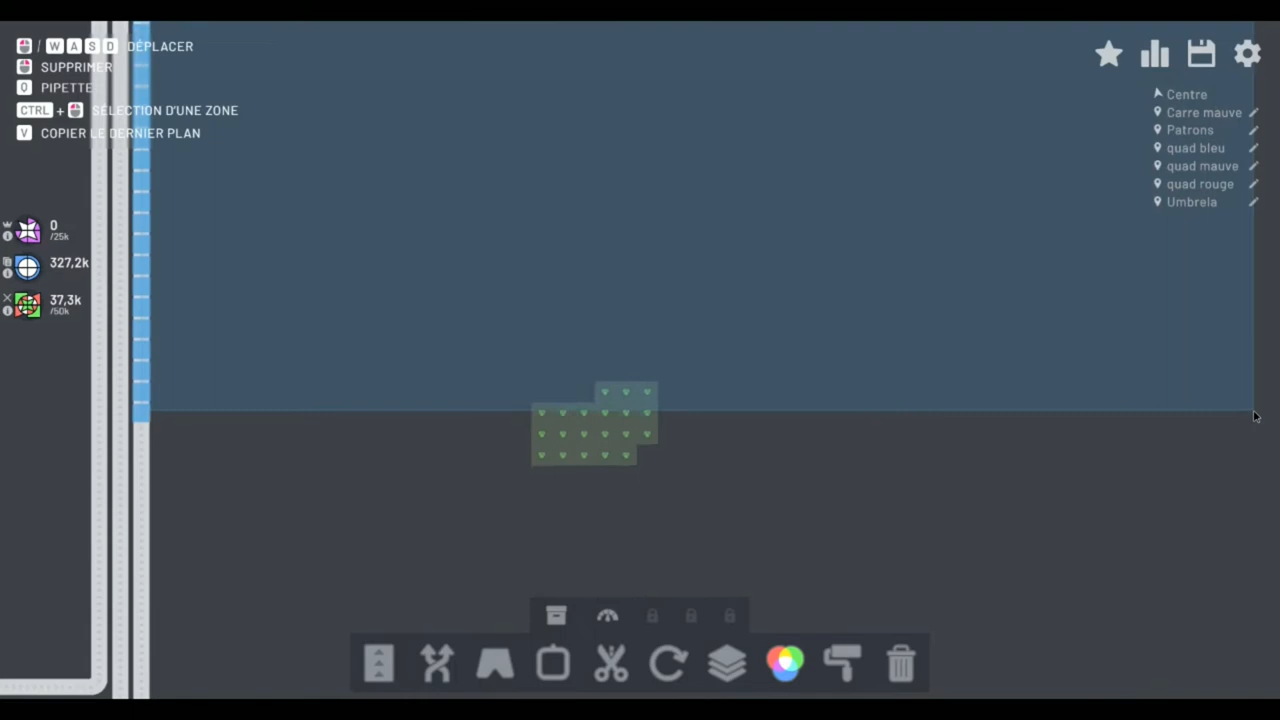 / W A S D DÉPLACER
SUPPRIMER
Q PIPETTE
CTRL + SÉLECTION D'UNE ZONE
V COPIER LE DERNIER PLAN
0
/25k
327,2k
37,3k
/50k
Centre
Carre mauve
Patrons
quad bleu
quad mauve
quad rouge
Umbrela